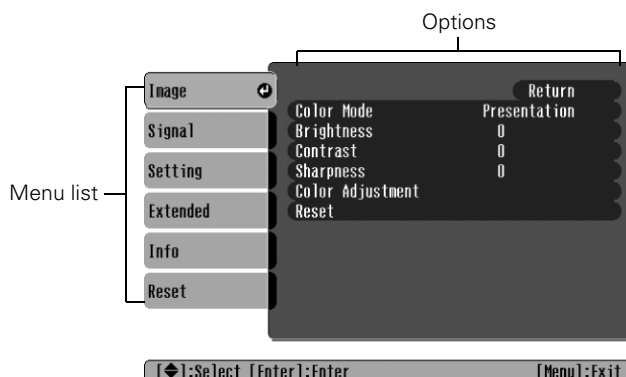 Options
Menu list
Image
Signal
Setting
Extended
Info
Reset
Return
Color Mode Presentation
Brightness 0
Contrast 0
Sharpness 0
Color Adjustment
Reset
[◆]:Select [Enter]:Enter [Menu]:Exit